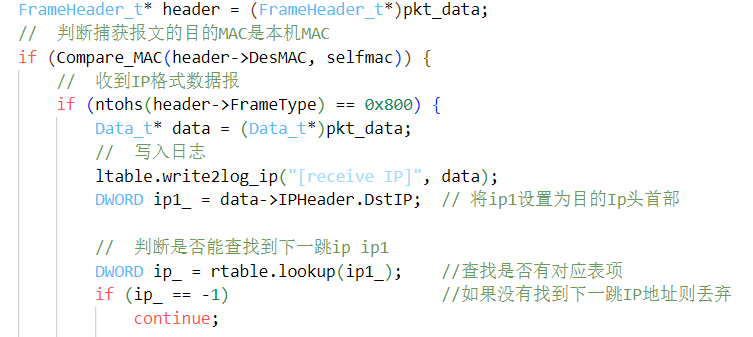 FrameHeader_t* header = (FrameHeader_t*)pkt_data;
// 判断捕获报文的目的MAC是本机MAC
if (Compare_MAC(header->DesMAC, selfmac)) {
// 收到IP格式数据报
if (ntohs(header->FrameType) == 0x800) {
Data_t* data = (Data_t*)pkt_data;
// 写入日志
ltable.write2log_ip("[receive IP]", data);
DWORD ip1_ = data->IPHeader.DstIP; // 将ip1设置为目的Ip头首部
// 判断是否能查找到下一跳ip ip1
DWORD ip_ = rtable.lookup(ip1_); //查找是否有对应表项
if (ip_ == -1) //如果没有找到下一跳IP地址则丢弃
continue;